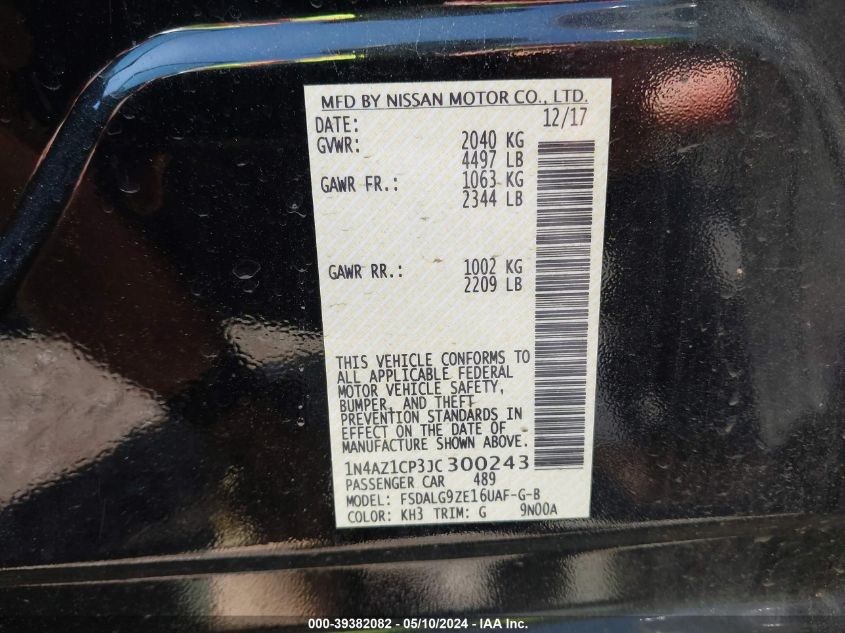 MFD BY NISSAN MOTOR CO., LTD.
DATE: 12/17
GVWR: 2040 KG
4497 LB
GAWR FR.: 1063 KG
2344 LB
GAWR RR.: 1002 KG
2209 LB
THIS VEHICLE CONFORMS TO
ALL APPLICABLE FEDERAL
MOTOR VEHICLE SAFETY,
BUMPER, AND THEFT
PREVENTION STANDARDS IN
EFFECT ON THE DATE OF
MANUFACTURE SHOWN ABOVE.
1N4AZ1CP3JC300243
PASSENGER CAR 489
MODEL: FSDALG9ZE16UAF-G-B
COLOR: KH3 TRIM: G 9N00A
000-39382082 - 05/10/2024 - IAA Inc.